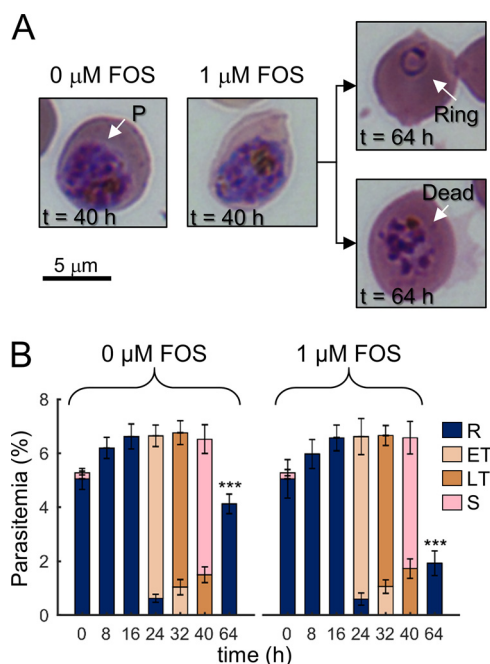 A
0 μM FOS
1 μM FOS
P
t = 40 h
t = 40 h
Ring
t = 64 h
Dead
t = 64 h
5 μm
B
0 μM FOS
1 μM FOS
Parasitemia (%)
8
6
4
2
0
***
***
R
ET
LT
S
0 8 16 24 32 40 64
0 8 16 24 32 40 64
time (h)